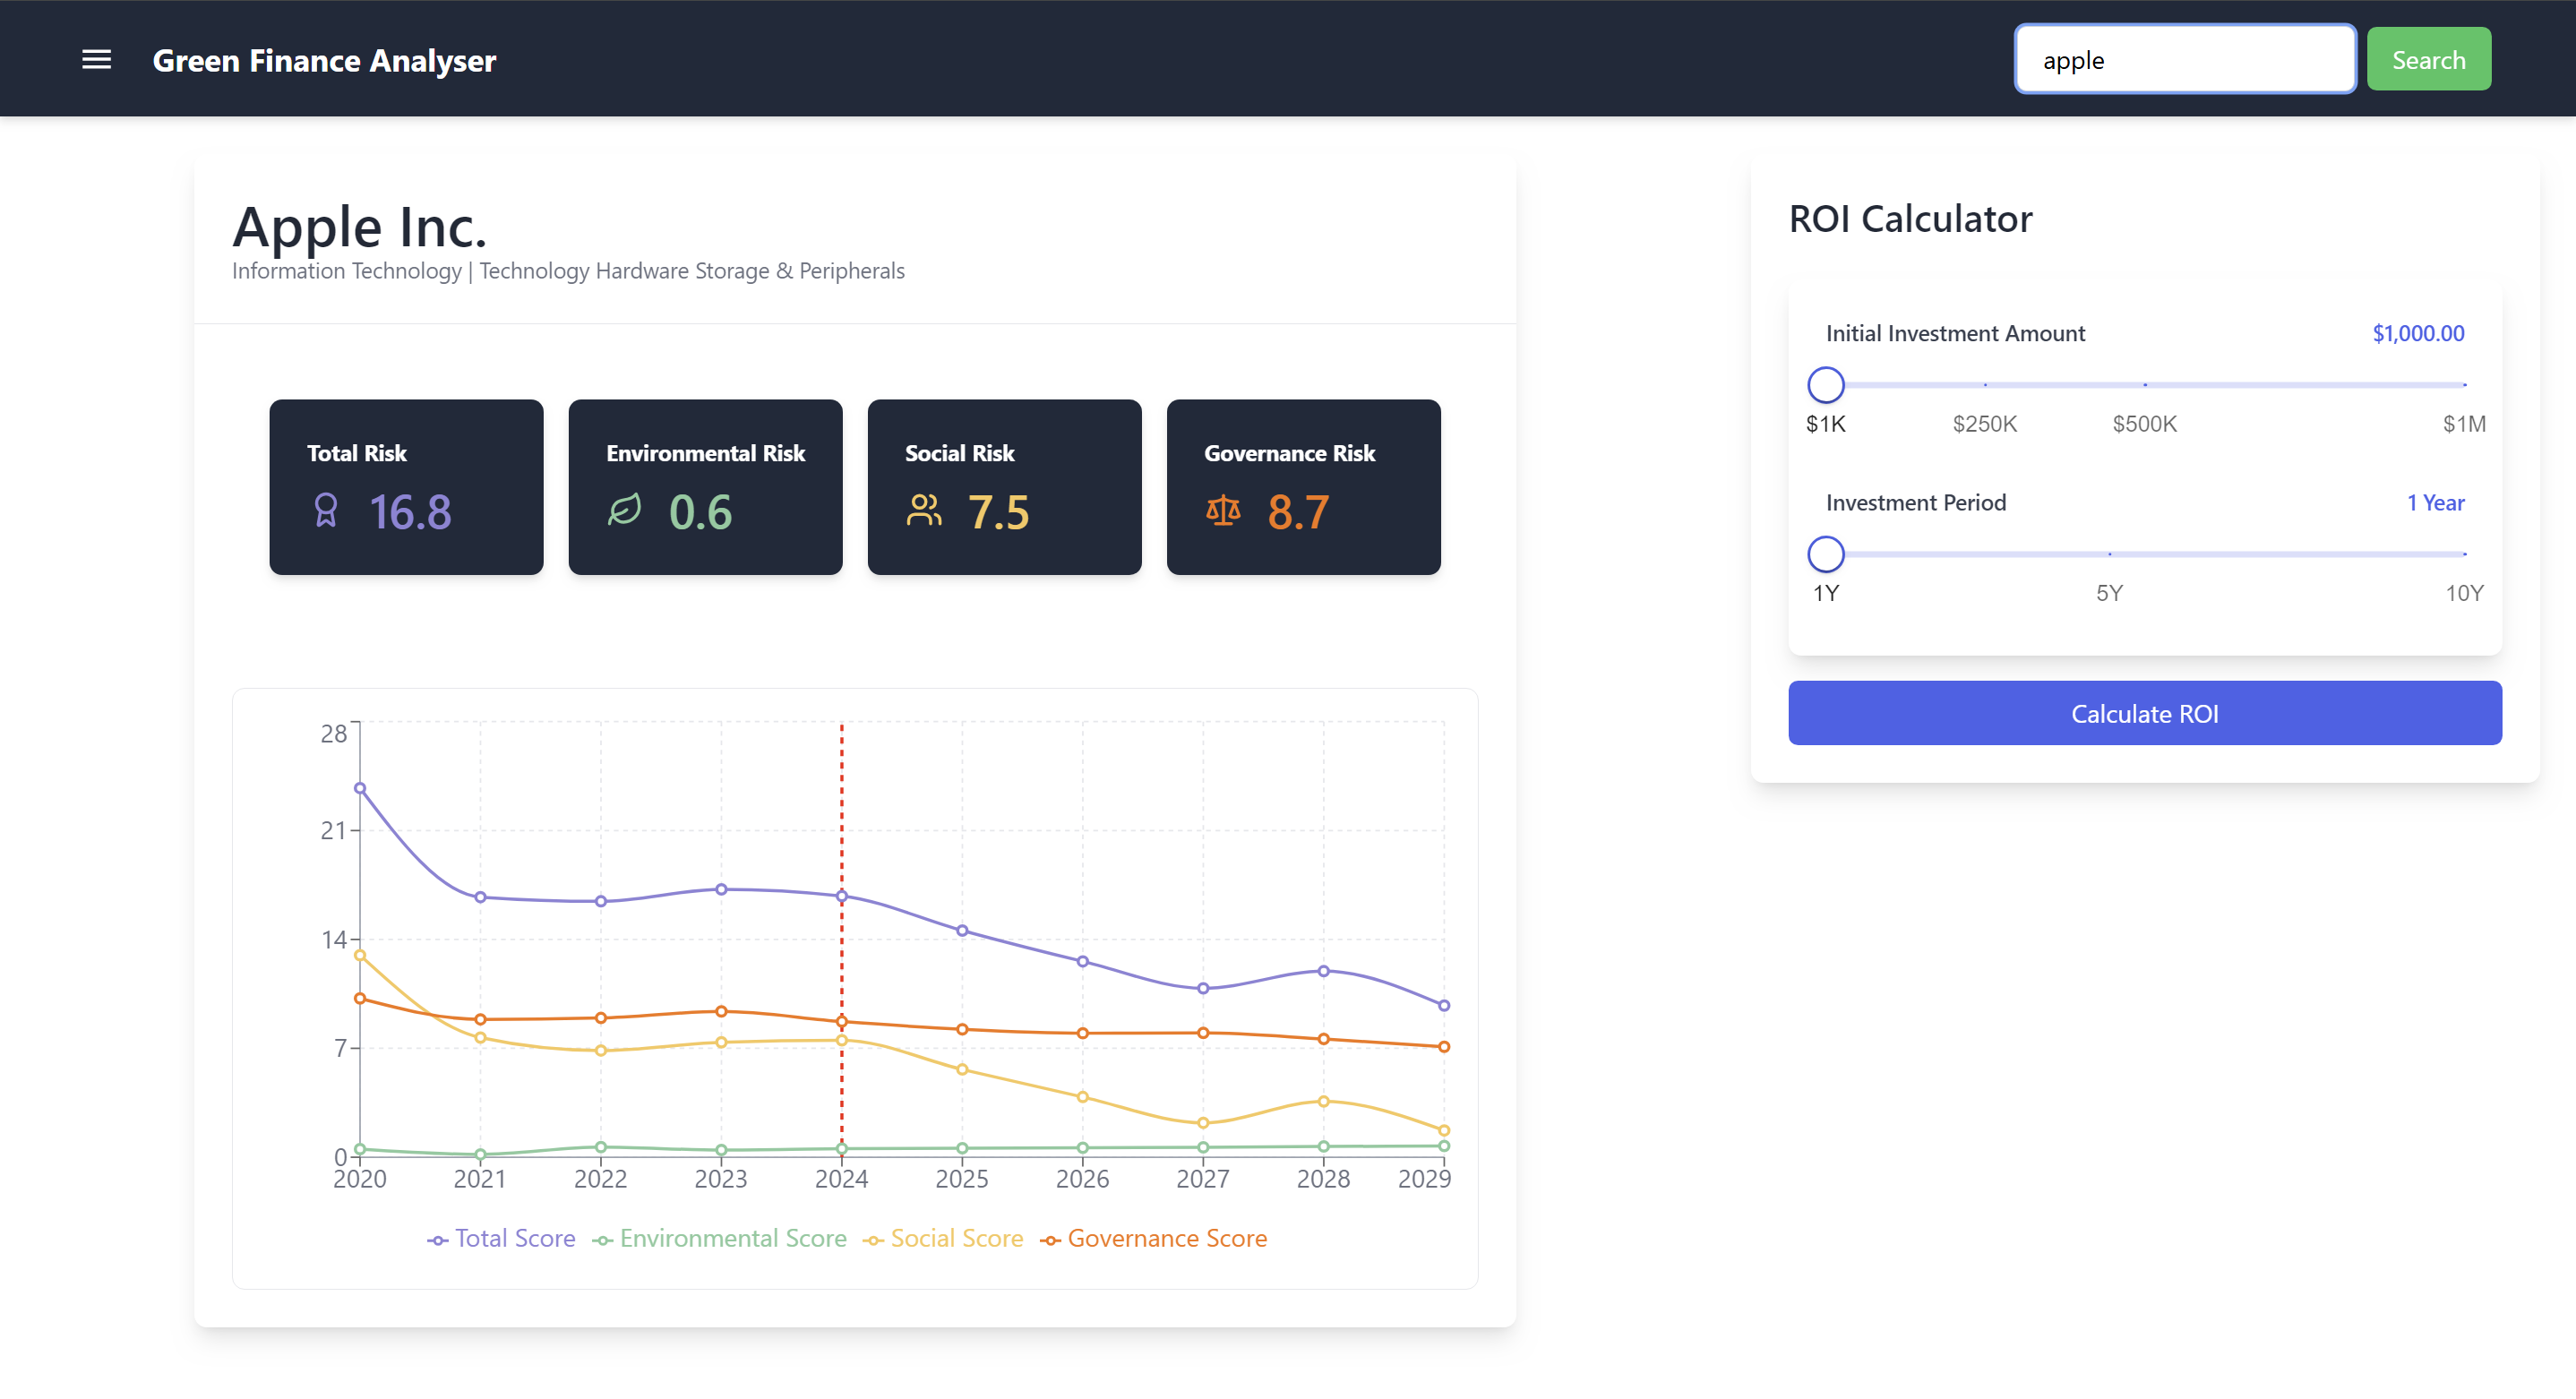 Green Finance Analyser
apple
Search
Apple Inc.
Information Technology | Technology Hardware Storage & Peripherals
Total Risk
16.8
Environmental Risk
0.6
Social Risk
7.5
Governance Risk
8.7
28
21
14
7
0
2020 2021 2022 2023 2024 2025 2026 2027 2028 2029
Total Score Environmental Score Social Score Governance Score
ROI Calculator
Initial Investment Amount $1,000.00
$1K $250K $500K $1M
Investment Period 1 Year
1Y 5Y 10Y
Calculate ROI